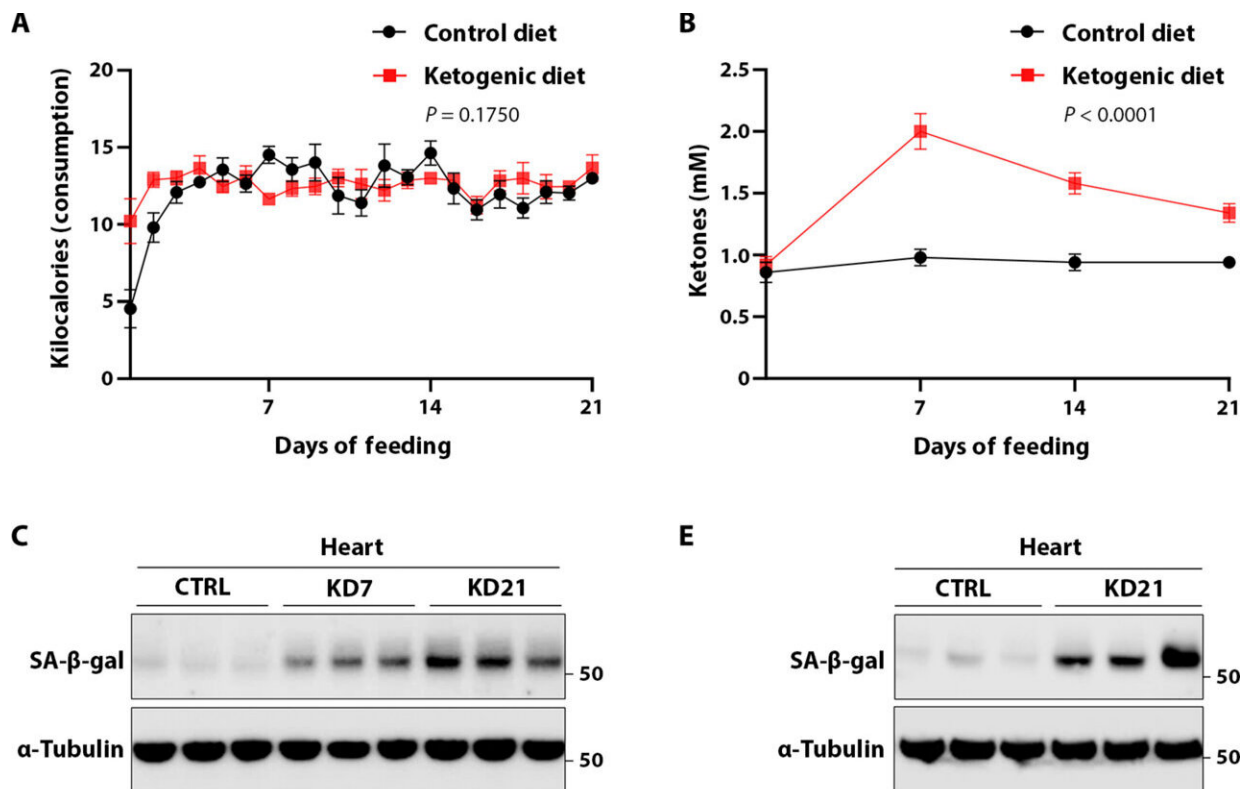 A
Control diet
Ketogenic diet
P = 0.1750
Kilocalories (consumption)
20
15
10
5
0
7
14
21
Days of feeding
B
Control diet
Ketogenic diet
P < 0.0001
Ketones (mM)
2.5
2.0
1.5
1.0
0.5
0
7
14
21
Days of feeding
C
Heart
CTRL
KD7
KD21
SA-β-gal
50
α-Tubulin
50
E
Heart
CTRL
KD21
SA-β-gal
50
α-Tubulin
50